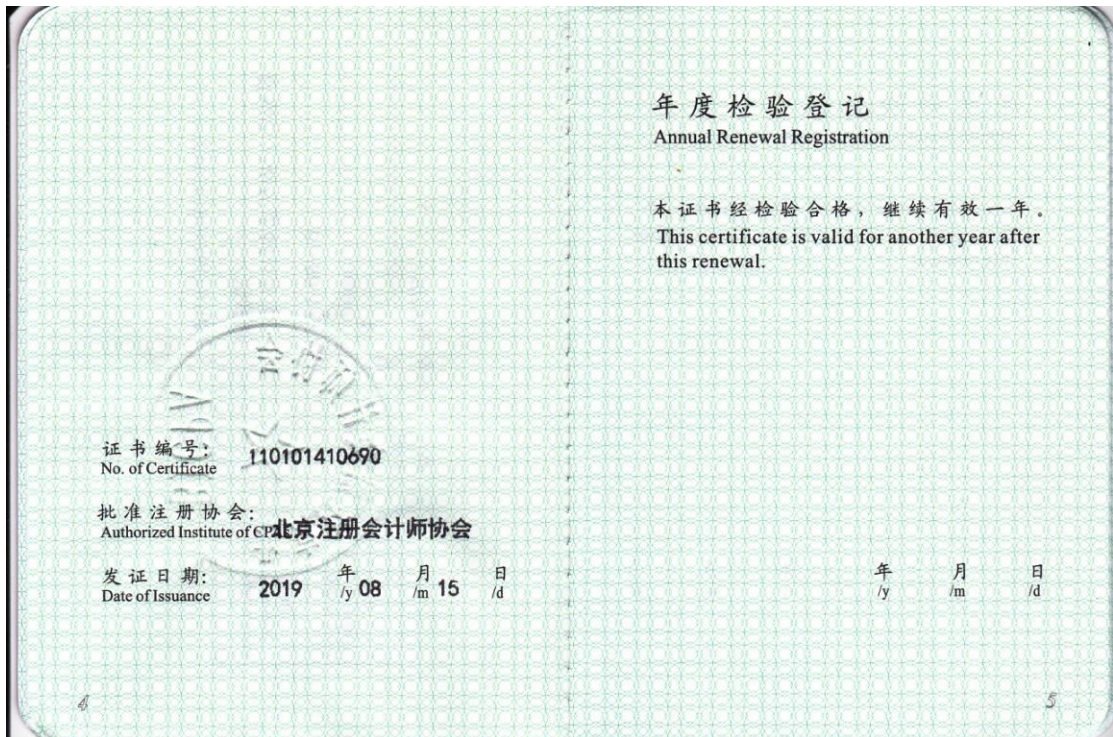 证书编号: 110101410690
No. of Certificate
批准注册协会: 北京注册会计师协会
Authorized Institute of CPA
发证日期: 2019 年 08 月 15 日
Date of Issuance /y /m /d
4
年度检验登记
Annual Renewal Registration
本证书经检验合格，继续有效一年。
This certificate is valid for another year after
this renewal.
年 月 日
/y /m /d
5